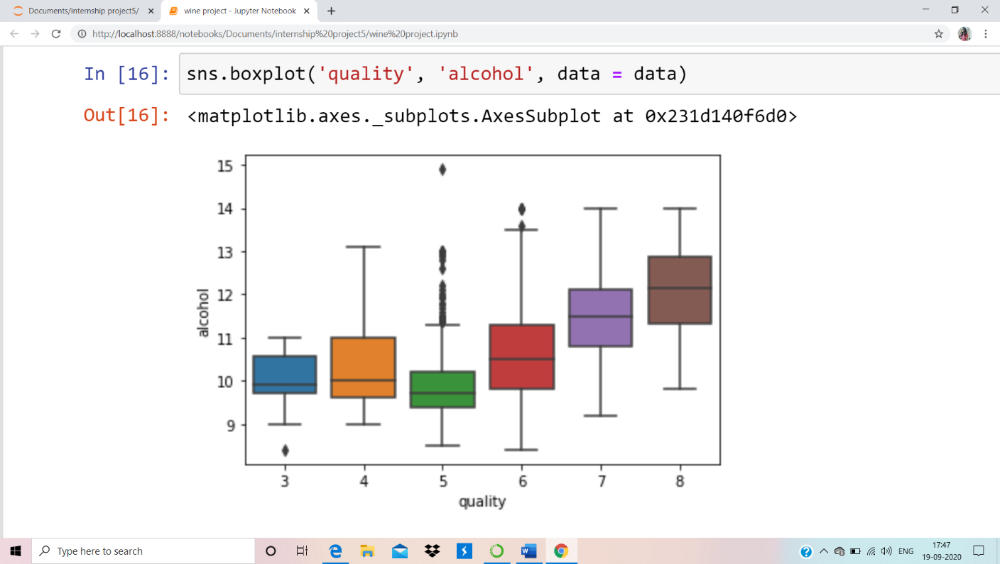 Documents/internship project5/
wine project - Jupyter Notebook
http://localhost:8888/notebooks/Documents/internship%20project5/wine%20project.ipynb
In [16]: sns.boxplot('quality', 'alcohol', data = data)
Out[16]: <matplotlib.axes._subplots.AxesSubplot at 0x231d140f6d0>
15
14
13
12
11
10
9
alcohol
3 4 5 6 7 8
quality
Type here to search
ENG
17:47
19-09-2020